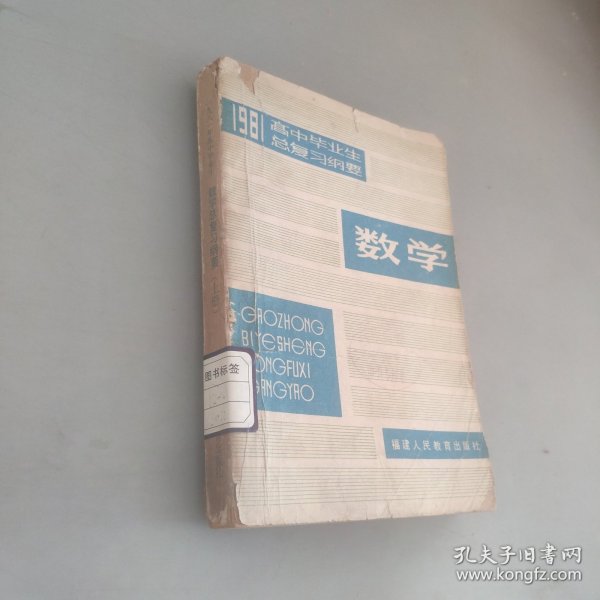 1981
高中毕业生
总复习纲要
数学
GAOZHONG
BIYESHENG
ONGFUXI
GANGYAO
福建人民教育出版社
图书标签
孔夫子旧书网
www.kongfz.com